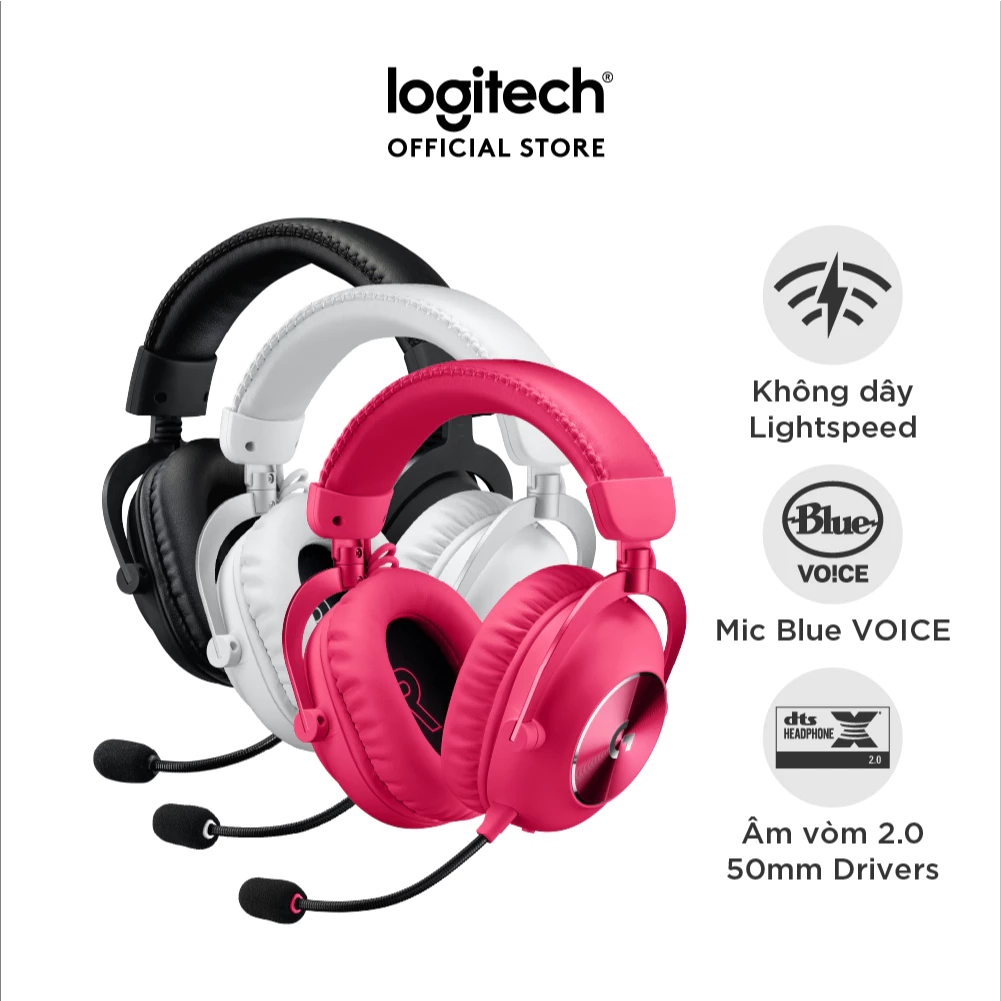 logitech®
OFFICIAL STORE
Không dây
Lightspeed
Blue
VO!CE
Mic Blue VOICE
dts
HEADPHONE X
2.0
Âm vòm 2.0
50mm Drivers